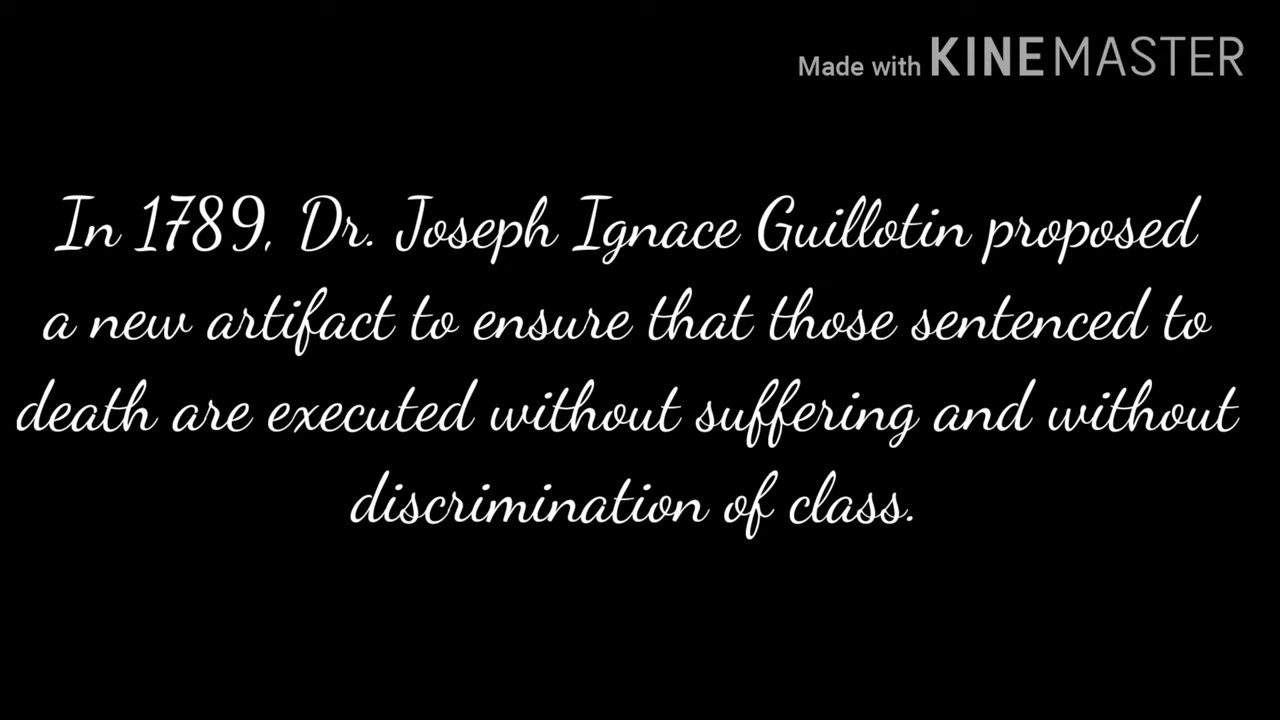 Made with KINEMASTER
In 1789, Dr. Joseph Ignace Guillotin proposed
a new artifact to ensure that those sentenced to
death are executed without suffering and without
discrimination of class.